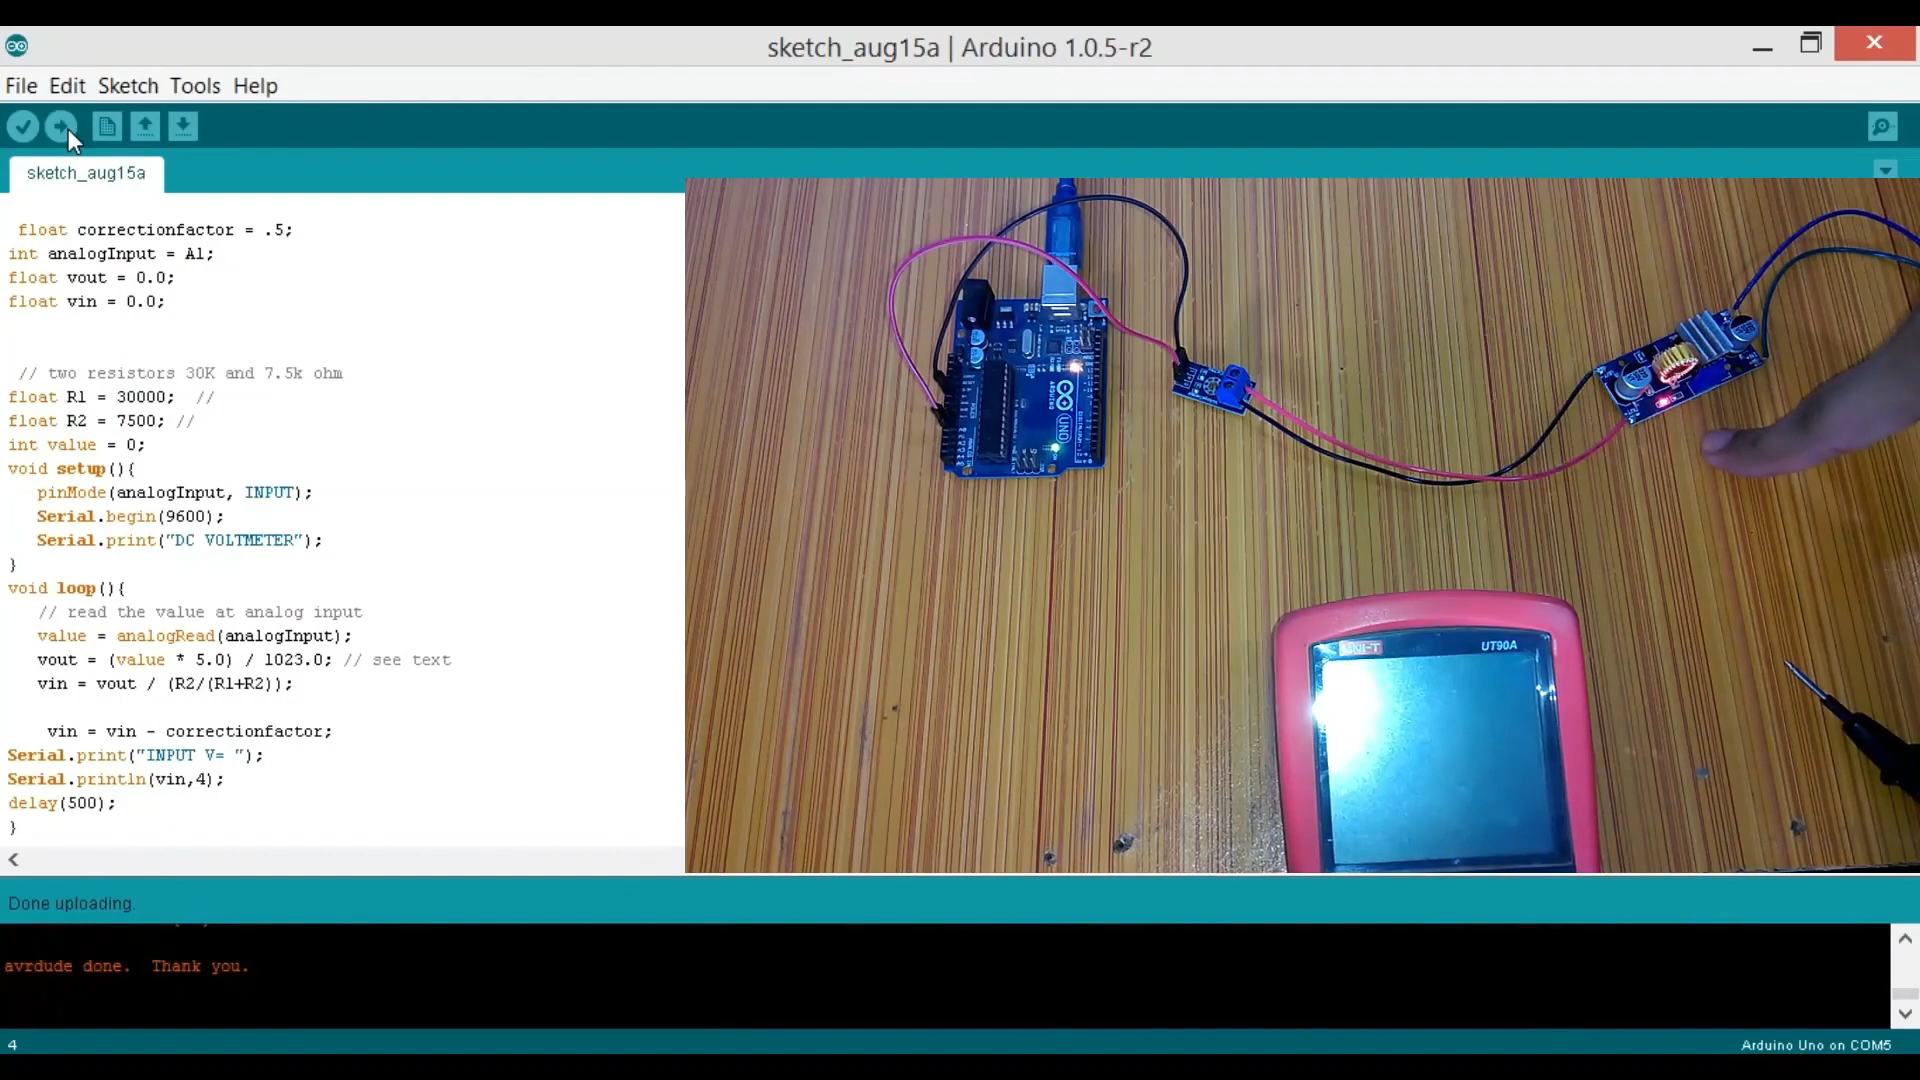 sketch_aug15a | Arduino 1.0.5-r2
File Edit Sketch Tools Help
sketch_aug15a
float correctionfactor = .5;
int analogInput = A1;
float vout = 0.0;
float vin = 0.0;
// two resistors 30K and 7.5k ohm
float R1 = 30000; //
float R2 = 7500; //
int value = 0;
void setup(){
pinMode(analogInput, INPUT);
Serial.begin(9600);
Serial.print("DC VOLTMETER");
}
void loop(){
// read the value at analog input
value = analogRead(analogInput);
vout = (value * 5.0) / 1023.0; // see text
vin = vout / (R2/(R1+R2));
vin = vin - correctionfactor;
Serial.print("INPUT V= ");
Serial.println(vin,4);
delay(500);
}
UNO
ARDUINO
UNI-T
UT90A
Done uploading.
avrdude done. Thank you.
4
Arduino Uno on COM5